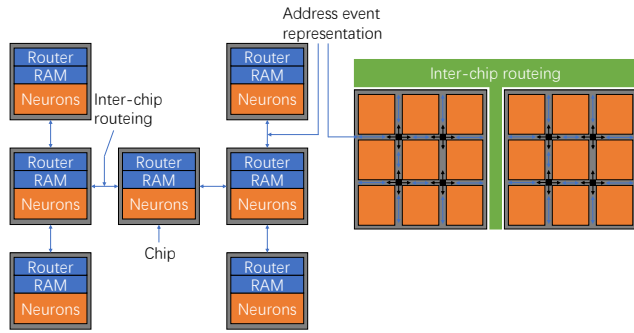 Address event
representation
Router
RAM
Neurons
Router
RAM
Neurons
Inter-chip routeing
Inter-chip
routeing
Router
RAM
Neurons
Router
RAM
Neurons
Router
RAM
Neurons
Chip
Router
RAM
Neurons
Router
RAM
Neurons